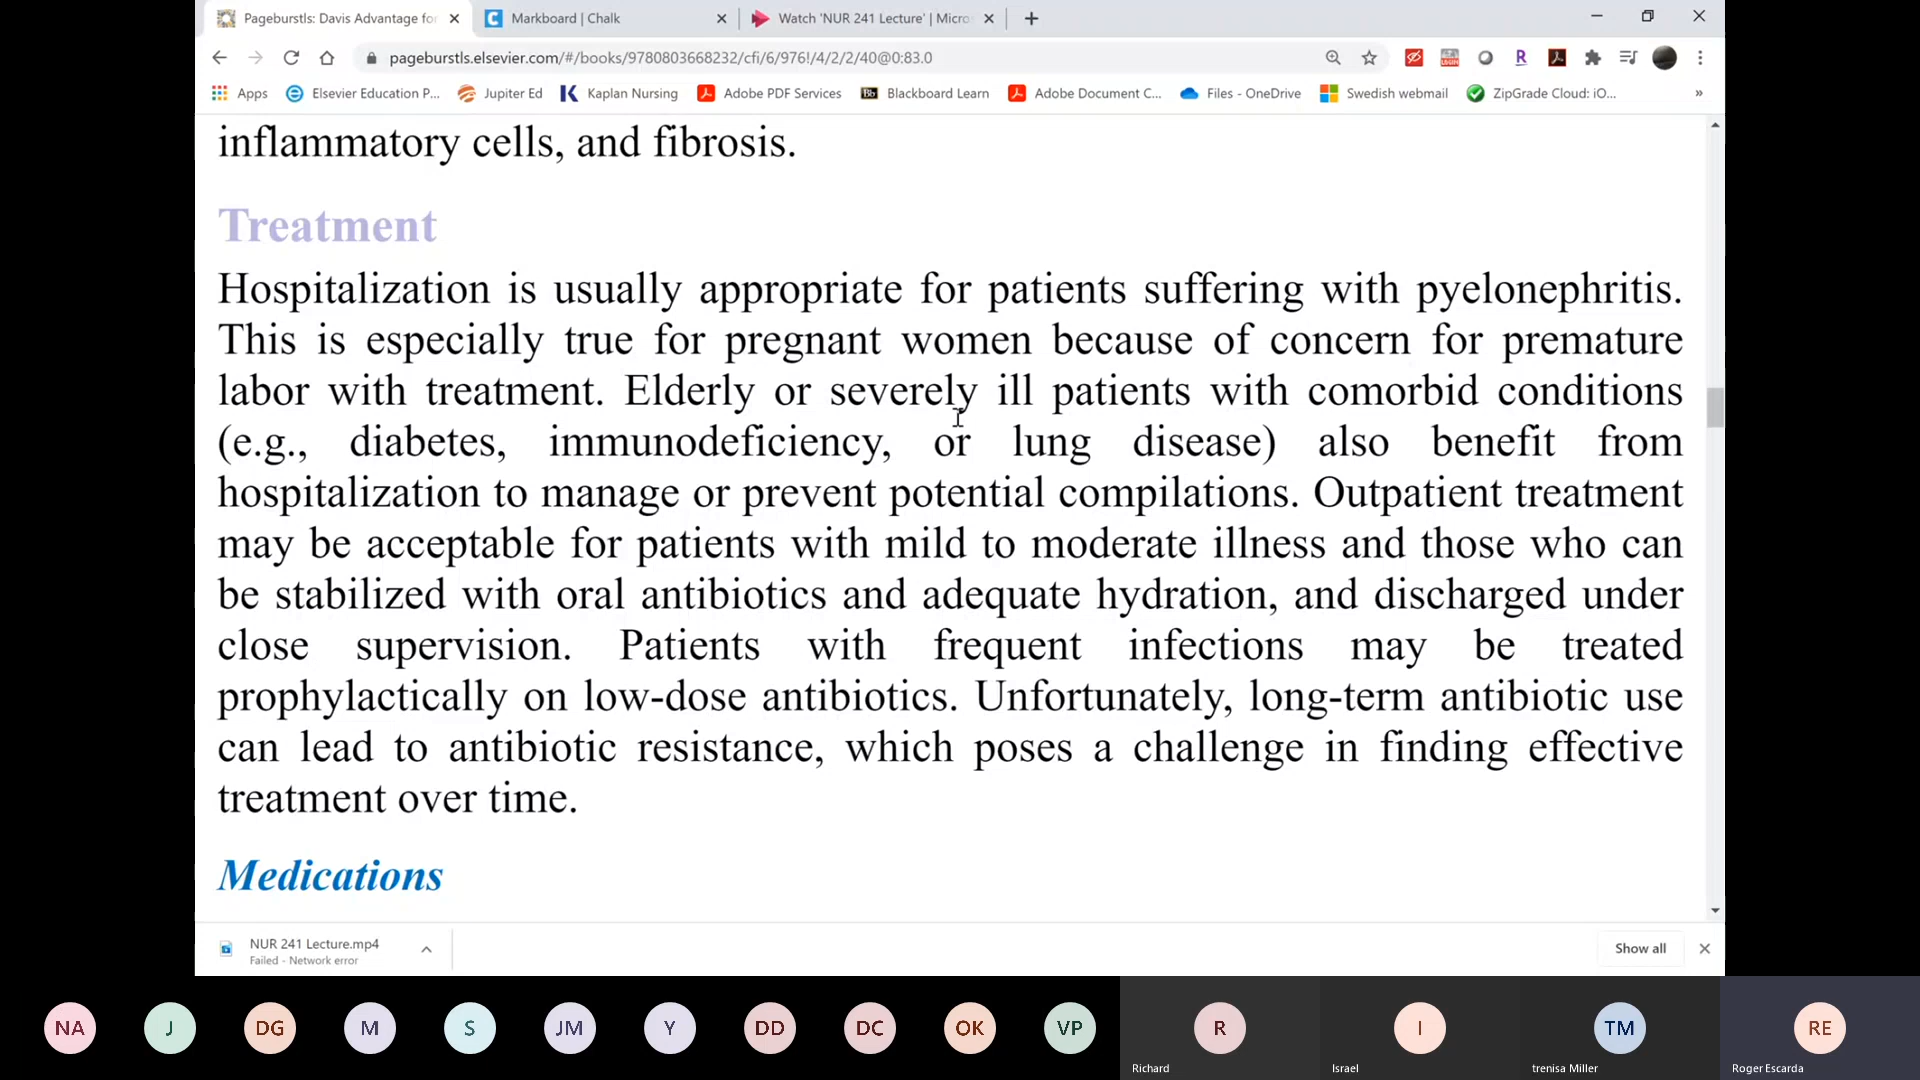 Pageburstls: Davis Advantage for
Markboard | Chalk
Watch 'NUR 241 Lecture' | Micro
pageburstls.elsevier.com/#/books/9780803668232/cfi/6/976!/4/2/2/40@0:83.0
Apps
Elsevier Education P...
Jupiter Ed
Kaplan Nursing
Adobe PDF Services
Bb
Blackboard Learn
Adobe Document C...
Files - OneDrive
Swedish webmail
ZipGrade Cloud: iO...
inflammatory cells, and fibrosis.
Treatment
Hospitalization is usually appropriate for patients suffering with pyelonephritis.
This is especially true for pregnant women because of concern for premature
labor with treatment. Elderly or severely ill patients with comorbid conditions
(e.g., diabetes, immunodeficiency, or lung disease) also benefit from
hospitalization to manage or prevent potential compilations. Outpatient treatment
may be acceptable for patients with mild to moderate illness and those who can
be stabilized with oral antibiotics and adequate hydration, and discharged under
close supervision. Patients with frequent infections may be treated
prophylactically on low-dose antibiotics. Unfortunately, long-term antibiotic use
can lead to antibiotic resistance, which poses a challenge in finding effective
treatment over time.
Medications
NUR 241 Lecture.mp4
Failed - Network error
Show all
NA
J
DG
M
S
JM
Y
DD
DC
OK
VP
R
I
TM
RE
Richard
Israel
trenisa Miller
Roger Escarda